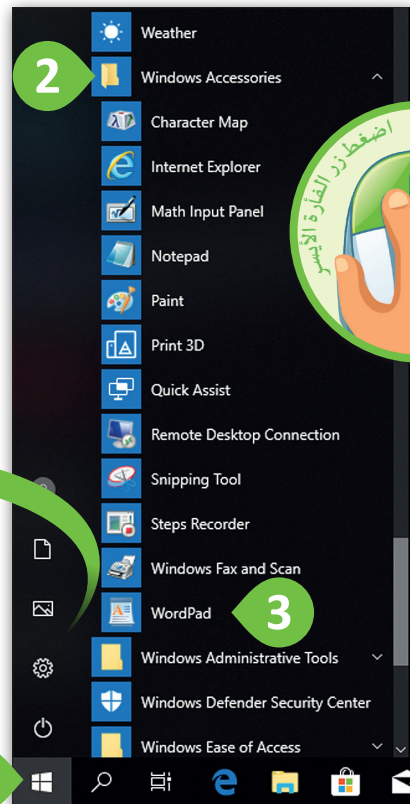 Weather
2
Windows Accessories
Character Map
Internet Explorer
Math Input Panel
Notepad
Paint
Print 3D
Quick Assist
Remote Desktop Connection
Snipping Tool
Steps Recorder
Windows Fax and Scan
WordPad
3
Windows Administrative Tools
Windows Defender Security Center
Windows Ease of Access
اضغط زر الفأرة الأيسر